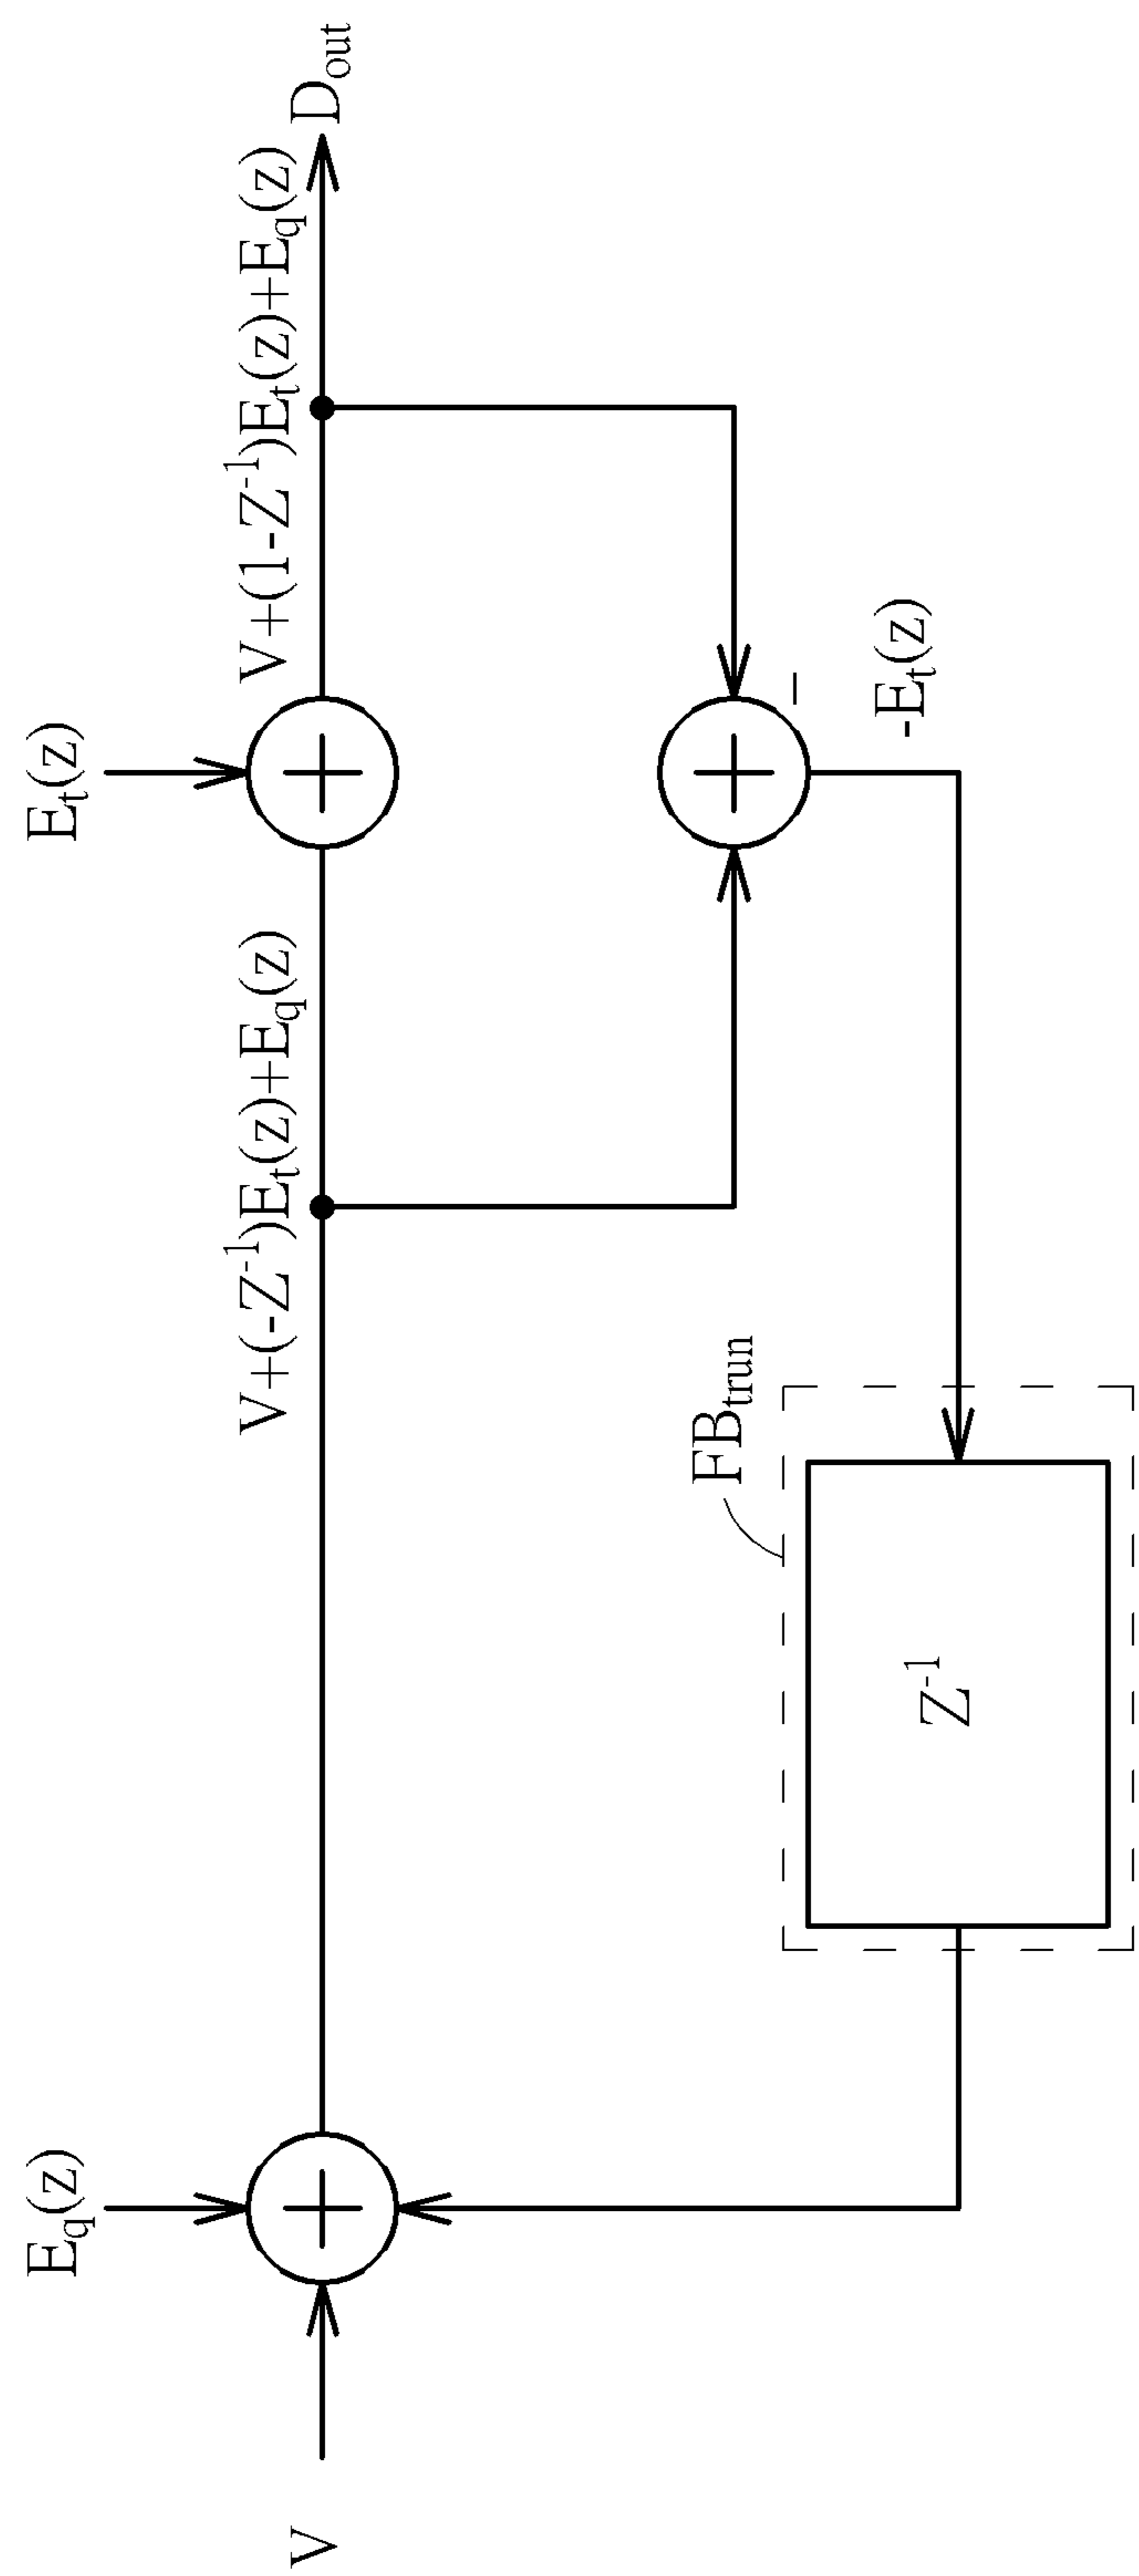 E_q(z)
E_t(z)
V
V+(-Z^-1)E_t(z)+E_q(z)
V+(1-Z^-1)E_t(z)+E_q(z)
D_out
+
+
+
-
-E_t(z)
FB_trun
Z^-1